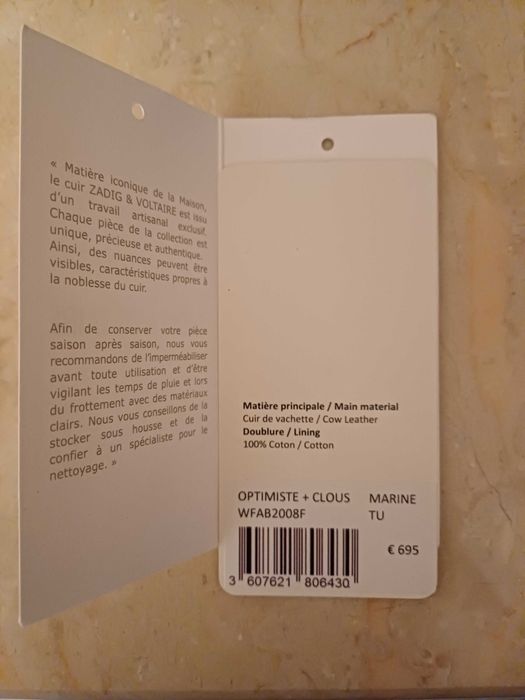 « Matière iconique de la Maison,
le cuir ZADIG & VOLTAIRE est issu
d'un travail artisanal exclusif.
Chaque pièce de la collection est
unique, précieuse et authentique.
Ainsi, des nuances peuvent être
visibles, caractéristiques propres à
la noblesse du cuir.
Afin de conserver votre pièce
saison après saison, nous vous
recommandons de l'imperméabiliser
avant toute utilisation et d'être
vigilant les temps de pluie et lors
du frottement avec des matériaux
clairs. Nous vous conseillons de la
stocker sous housse et de la
confier à un spécialiste pour le
nettoyage. »
Matière principale / Main material
Cuir de vachette / Cow Leather
Doublure / Lining
100% Coton / Cotton
OPTIMISTE + CLOUS MARINE
WFAB2008F TU
€ 695
3 607621 806430